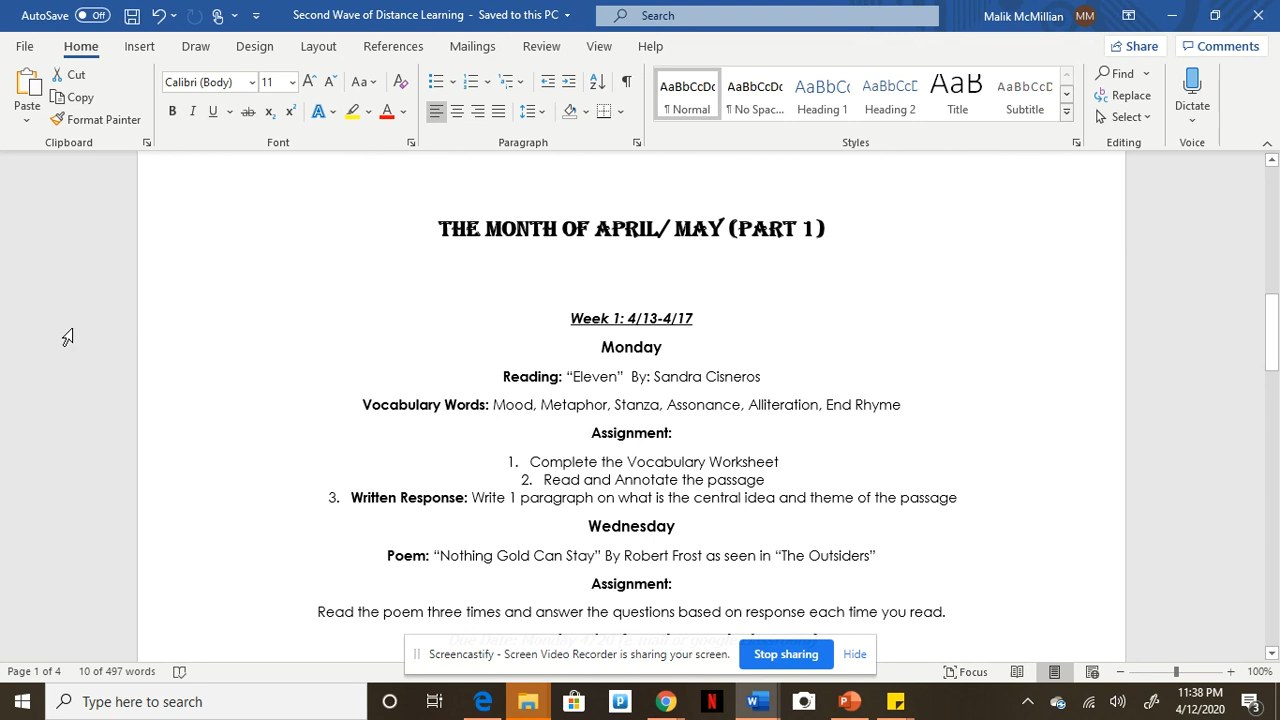 AutoSave Off Second Wave of Distance Learning - Saved to this PC Search Malik McMillian MM
File Home Insert Draw Design Layout References Mailings Review View Help Share Comments
Paste Cut Copy Format Painter
Calibri (Body) 11 Aa
AaBbCcDc AaBbCcDc AaBbCc AaBbCcD AaB AaBbCcD
¶ Normal ¶ No Spac... Heading 1 Heading 2 Title Subtitle
Find Replace Select Dictate
Clipboard Font Paragraph Styles Editing Voice
THE MONTH OF APRIL/ MAY (PART 1)
Week 1: 4/13-4/17
Monday
Reading: “Eleven” By: Sandra Cisneros
Vocabulary Words: Mood, Metaphor, Stanza, Assonance, Alliteration, End Rhyme
Assignment:
1. Complete the Vocabulary Worksheet
2. Read and Annotate the passage
3. Written Response: Write 1 paragraph on what is the central idea and theme of the passage
Wednesday
Poem: “Nothing Gold Can Stay” By Robert Frost as seen in “The Outsiders”
Assignment:
Read the poem three times and answer the questions based on response each time you read.
Screencastify - Screen Video Recorder is sharing your screen. Stop sharing Hide
Page 1 of 4 10 of 497 words Focus 100%
Type here to search
11:38 PM
4/12/2020
3